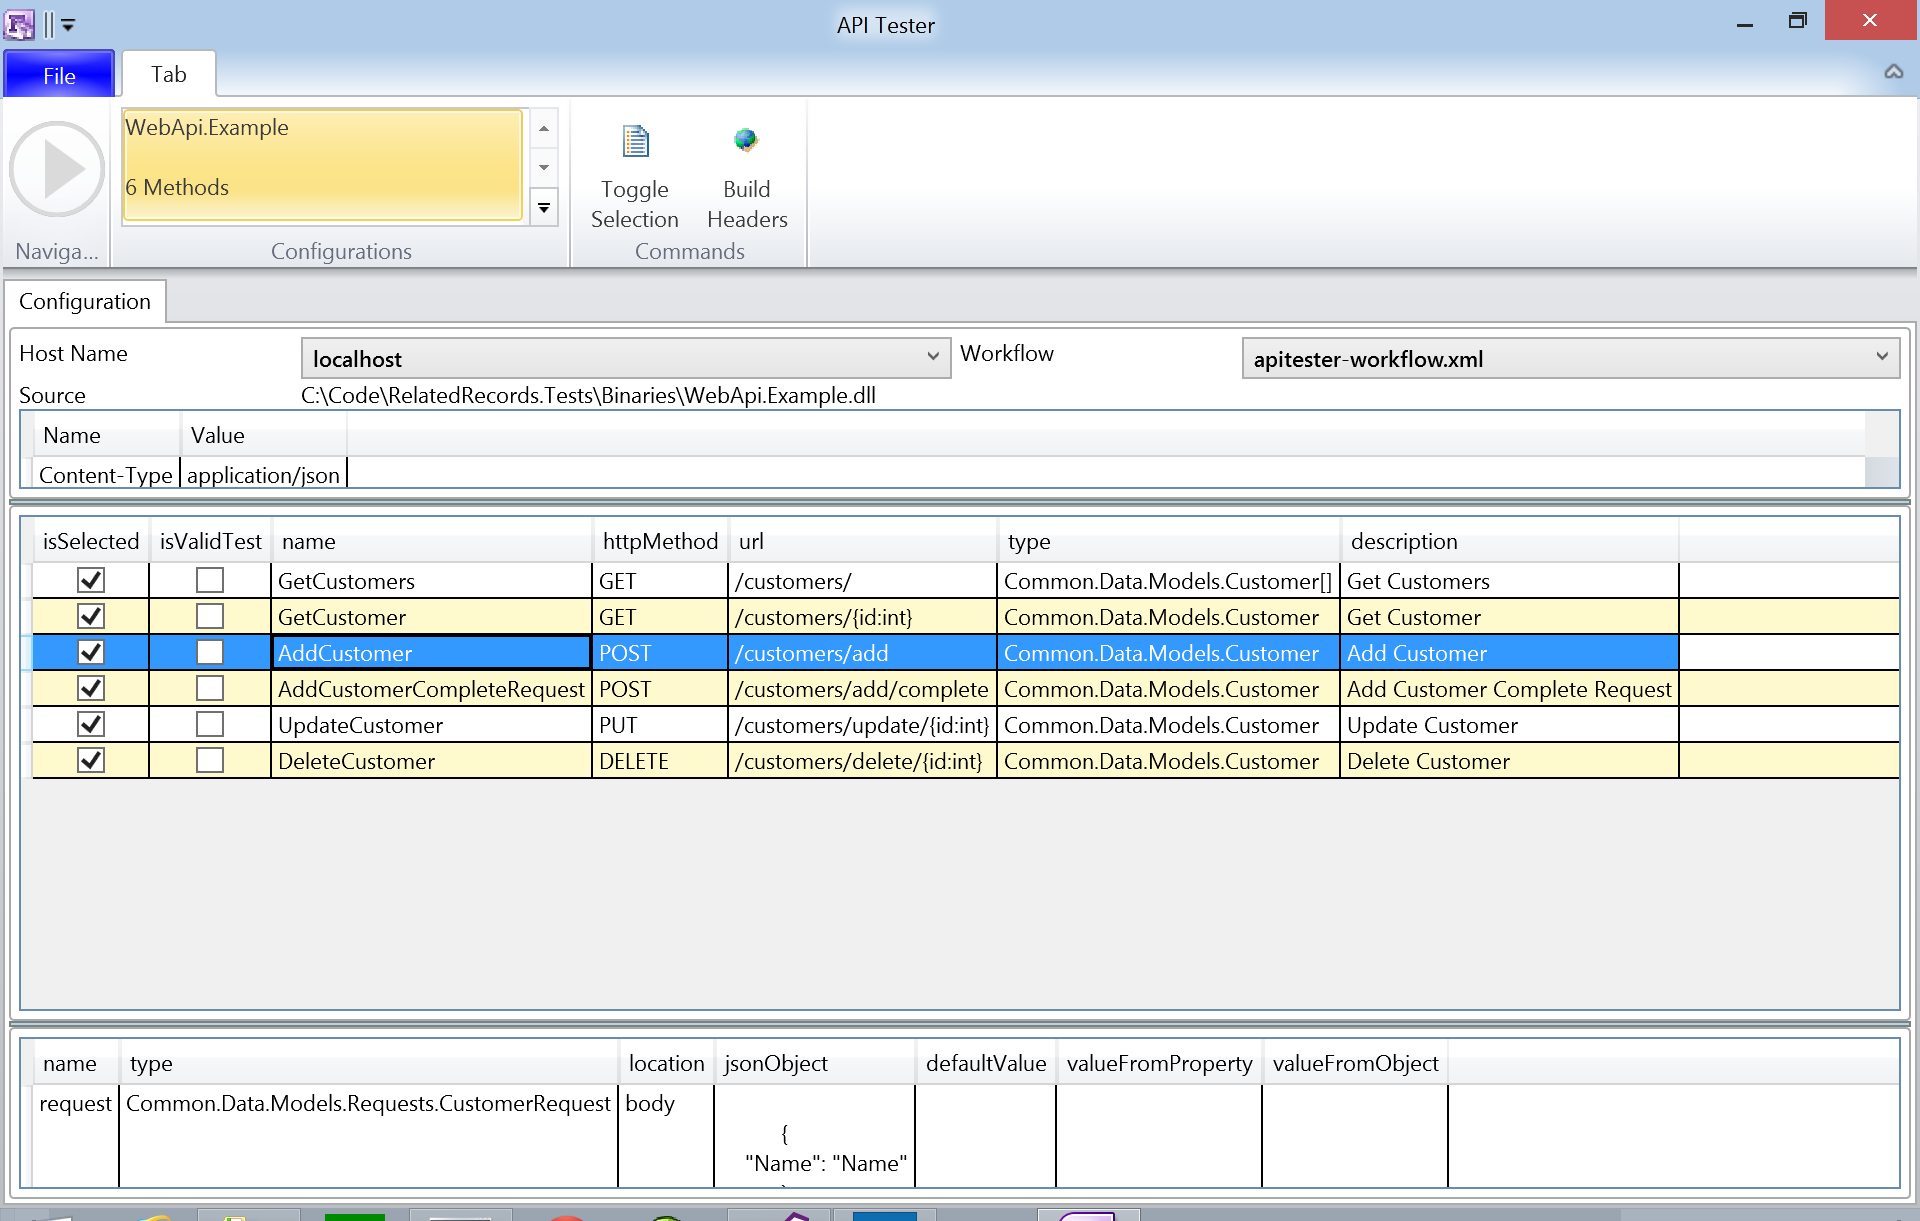 API Tester
File
Tab
WebApi.Example
6 Methods
Toggle
Selection
Build
Headers
Naviga...
Configurations
Commands
Configuration
Host Name
localhost
Workflow
apitester-workflow.xml
Source
C:\Code\RelatedRecords.Tests\Binaries\WebApi.Example.dll
Name Value
Content-Type application/json
isSelected isValidTest name httpMethod url type description
GetCustomers GET /customers/ Common.Data.Models.Customer[] Get Customers
GetCustomer GET /customers/{id:int} Common.Data.Models.Customer Get Customer
AddCustomer POST /customers/add Common.Data.Models.Customer Add Customer
AddCustomerCompleteRequest POST /customers/add/complete Common.Data.Models.Customer Add Customer Complete Request
UpdateCustomer PUT /customers/update/{id:int} Common.Data.Models.Customer Update Customer
DeleteCustomer DELETE /customers/delete/{id:int} Common.Data.Models.Customer Delete Customer
name type location jsonObject defaultValue valueFromProperty valueFromObject
request Common.Data.Models.Requests.CustomerRequest body
{
"Name": "Name"